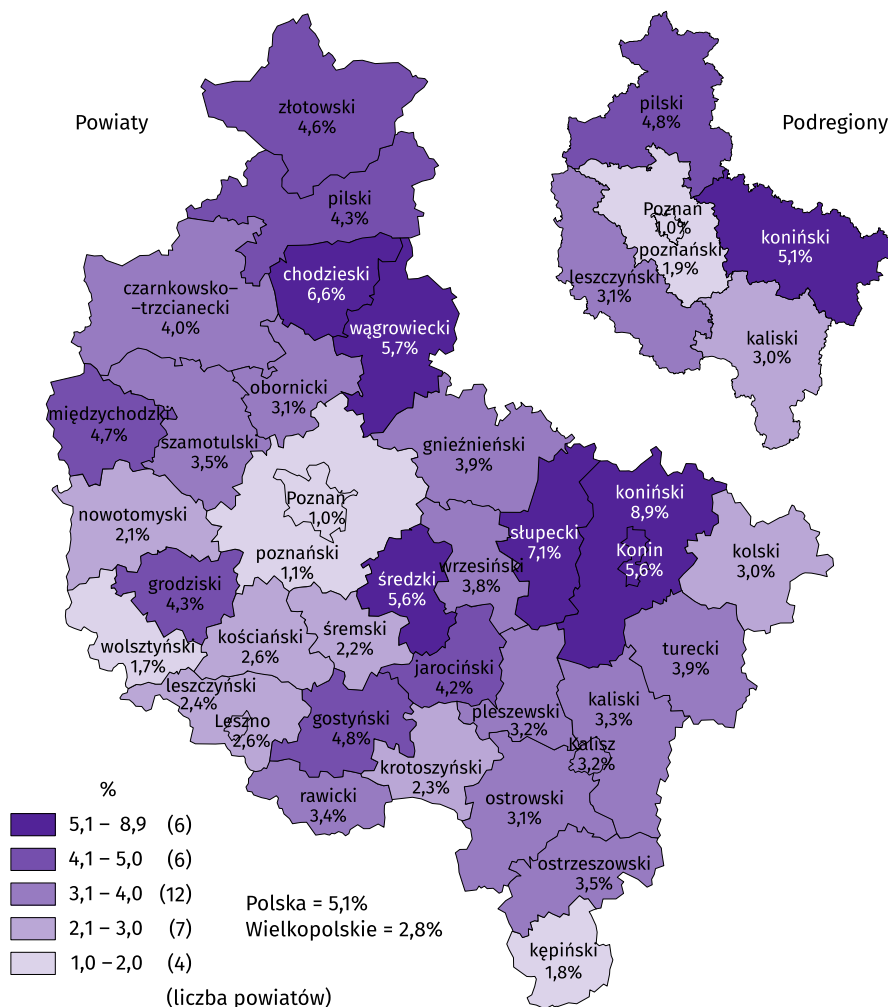 Powiaty
Podregiony
złotowski
4,6%
pilski
4,3%
chodzieski
6,6%
czarnkowsko–
–trzcianecki
4,0%
wągrowiecki
5,7%
obornicki
3,1%
międzychodzki
4,7%
szamotulski
3,5%
gnieźnieński
3,9%
Poznań
1,0%
poznański
1,1%
nowotomyski
2,1%
grodziski
4,3%
średzki
5,6%
wrzesiński
3,8%
słupecki
7,1%
koniński
8,9%
Konin
5,6%
kolski
3,0%
wolsztyński
1,7%
kościański
2,6%
śremski
2,2%
jarociński
4,2%
turecki
3,9%
leszczyński
2,4%
Leszno
2,6%
gostyński
4,8%
pleszewski
3,2%
kaliski
3,3%
Kalisz
3,2%
krotoszyński
2,3%
rawicki
3,4%
ostrowski
3,1%
ostrzeszowski
3,5%
kępiński
1,8%
pilski
4,8%
Poznań
1,0%
poznański
1,9%
koniński
5,1%
leszczyński
3,1%
kaliski
3,0%
%
5,1 – 8,9 (6)
4,1 – 5,0 (6)
3,1 – 4,0 (12)
2,1 – 3,0 (7)
1,0 – 2,0 (4)
(liczba powiatów)
Polska = 5,1%
Wielkopolskie = 2,8%